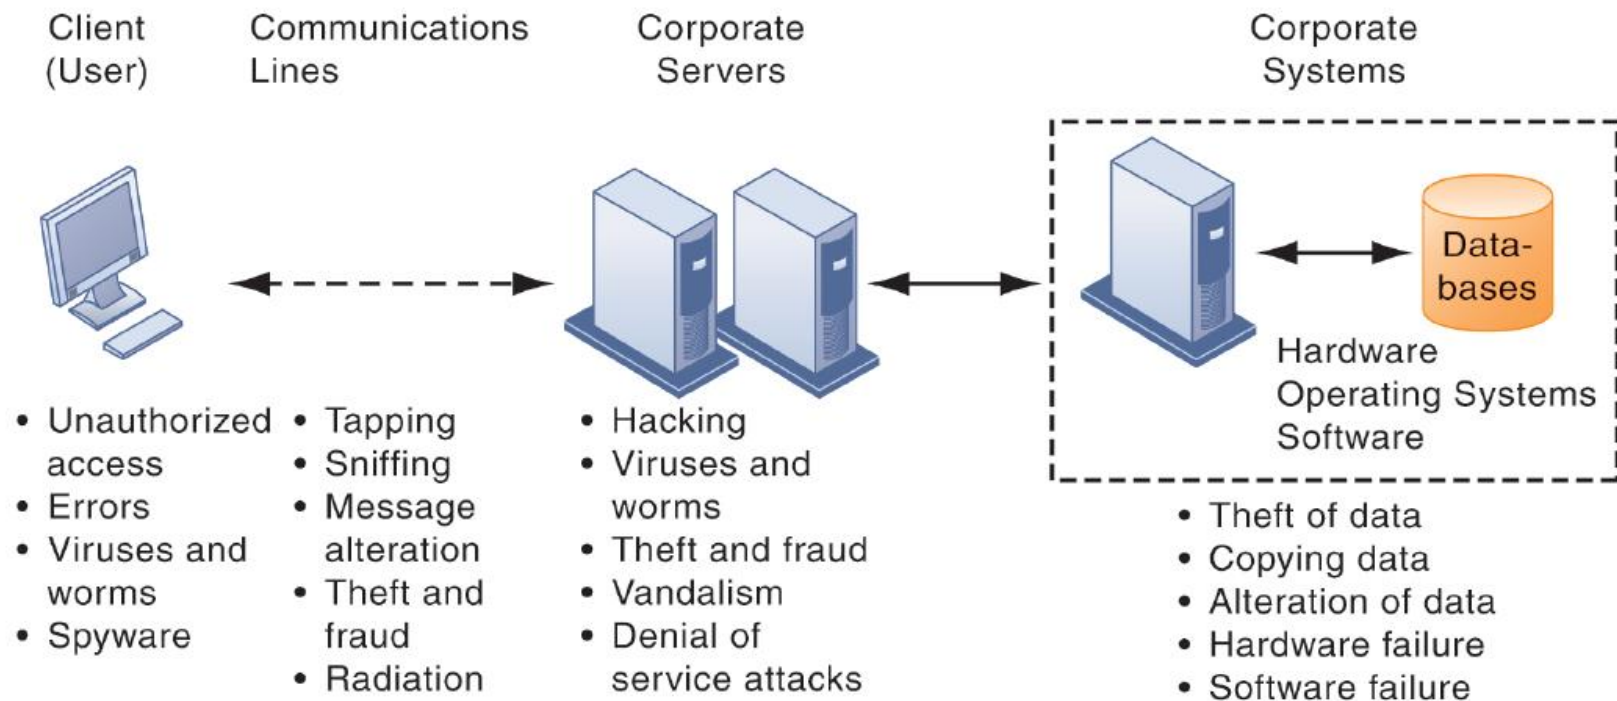 Client
(User)
Communications
Lines
Corporate
Servers
Corporate
Systems
Data-
bases
Hardware
Operating Systems
Software
• Unauthorized
access
• Errors
• Viruses and
worms
• Spyware
• Tapping
• Sniffing
• Message
alteration
• Theft and
fraud
• Radiation
• Hacking
• Viruses and
worms
• Theft and fraud
• Vandalism
• Denial of
service attacks
• Theft of data
• Copying data
• Alteration of data
• Hardware failure
• Software failure